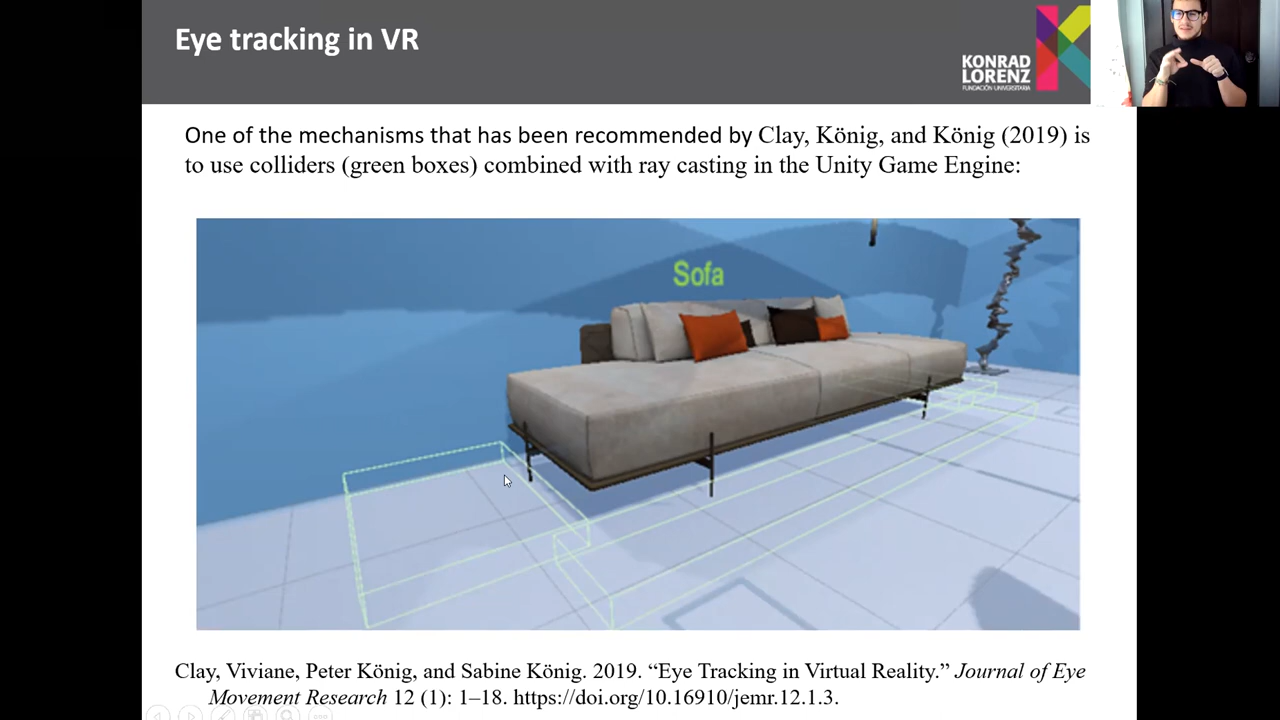 Eye tracking in VR
KONRAD
LORENZ
FUNDACIÓN UNIVERSITARIA
One of the mechanisms that has been recommended by Clay, König, and König (2019) is
to use colliders (green boxes) combined with ray casting in the Unity Game Engine:
Sofa
Clay, Viviane, Peter König, and Sabine König. 2019. “Eye Tracking in Virtual Reality.” Journal of Eye
Movement Research 12 (1): 1–18. https://doi.org/10.16910/jemr.12.1.3.